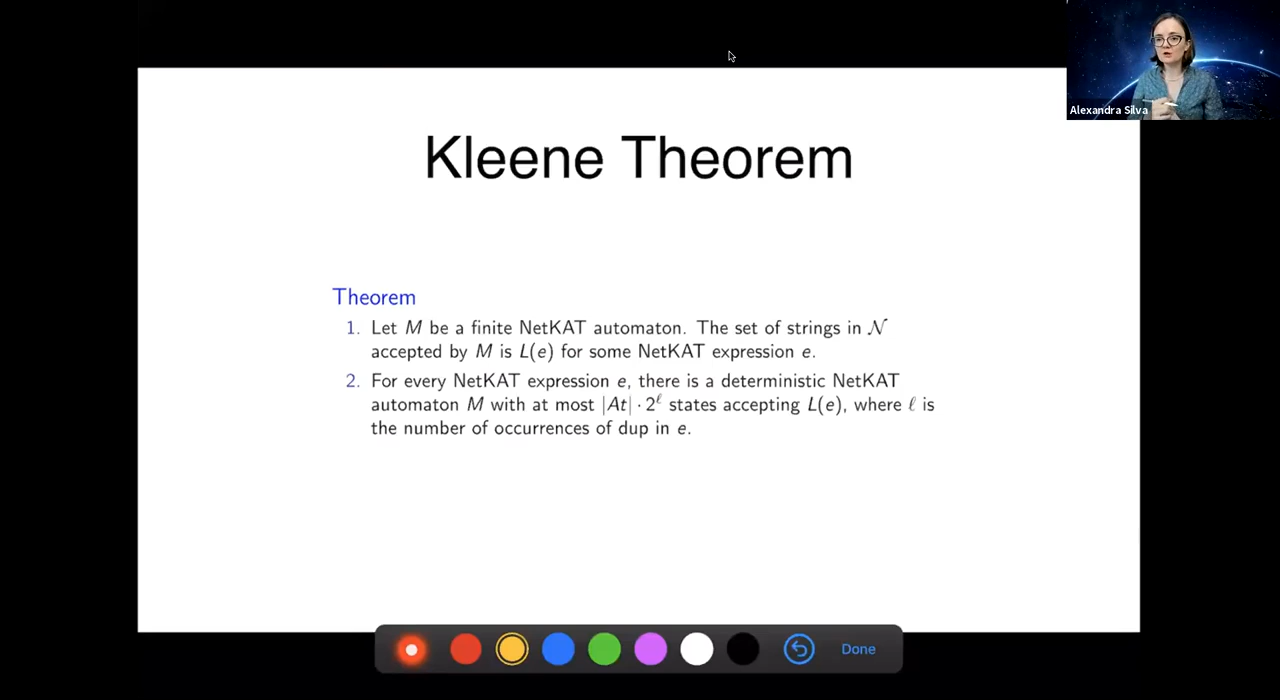 Alexandra Silva
Kleene Theorem
Theorem
1. Let M be a finite NetKAT automaton. The set of strings in 𝒩
accepted by M is L(e) for some NetKAT expression e.
2. For every NetKAT expression e, there is a deterministic NetKAT
automaton M with at most |At| · 2^ℓ states accepting L(e), where ℓ is
the number of occurrences of dup in e.
Done